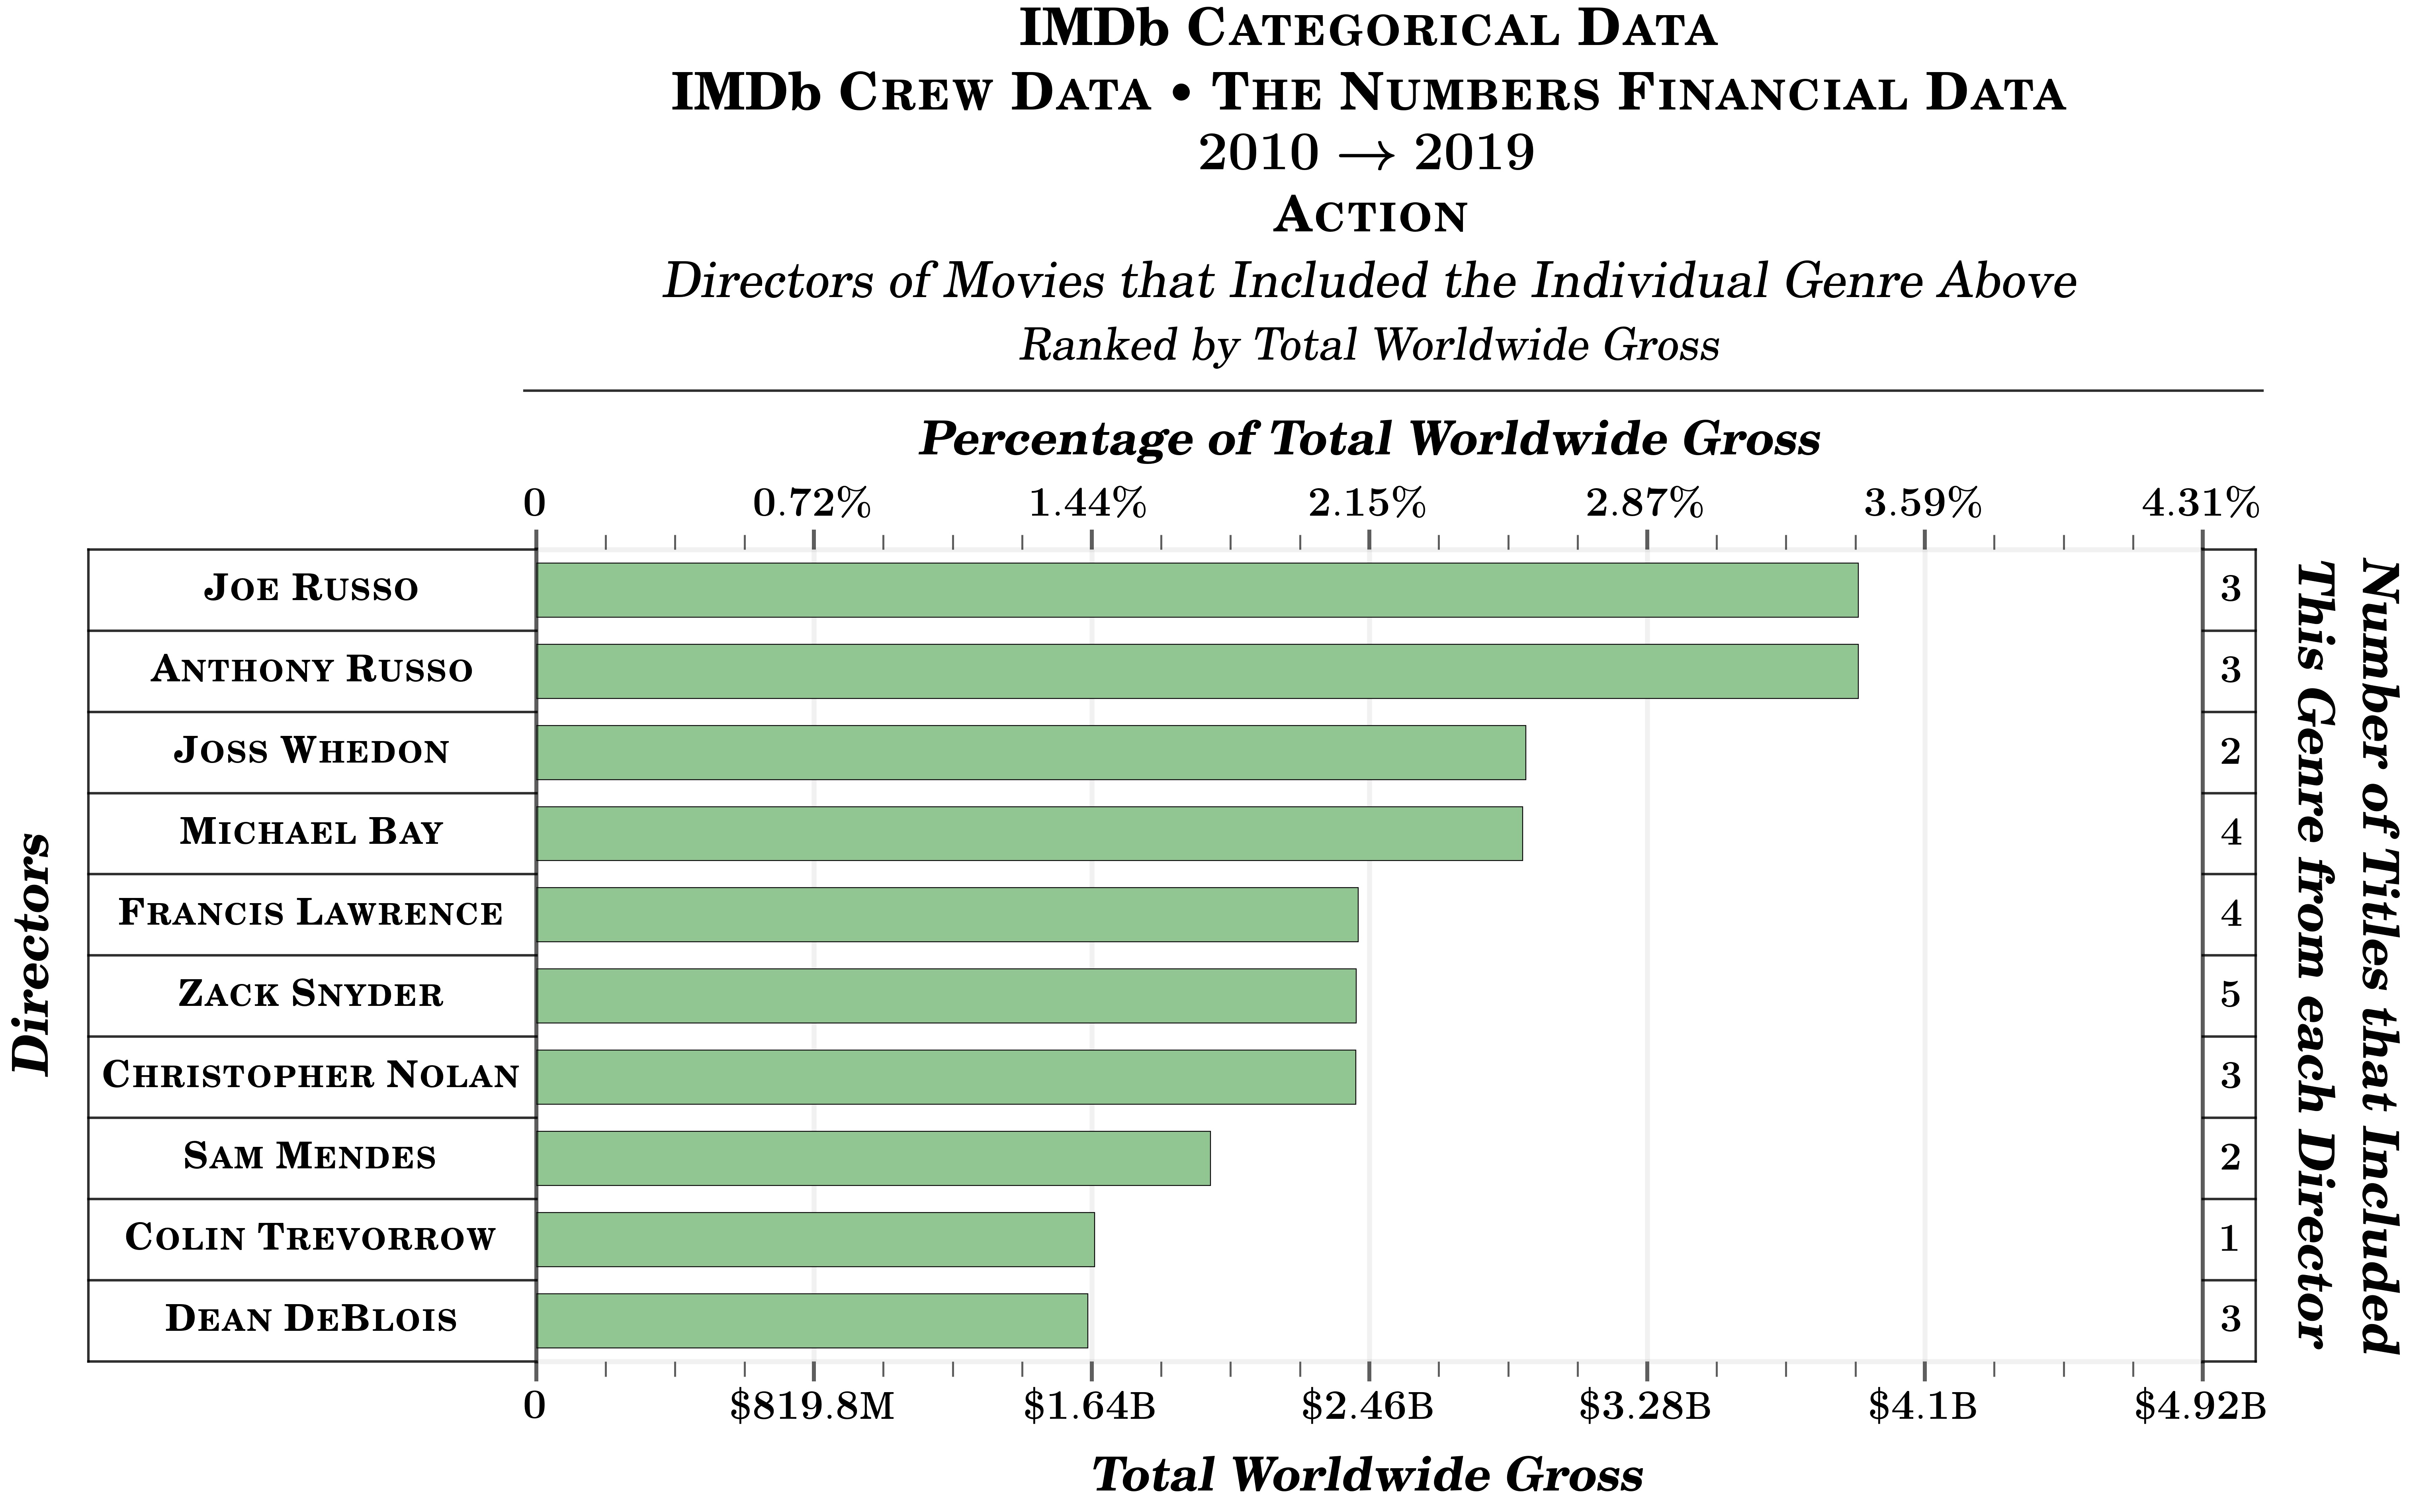 IMDb Categorical Data
IMDb Crew Data • The Numbers Financial Data
2010 → 2019
Action
Directors of Movies that Included the Individual Genre Above
Ranked by Total Worldwide Gross
Percentage of Total Worldwide Gross
0 0.72% 1.44% 2.15% 2.87% 3.59% 4.31%
Directors
Joe Russo 3
Anthony Russo 3
Joss Whedon 2
Michael Bay 4
Francis Lawrence 4
Zack Snyder 5
Christopher Nolan 3
Sam Mendes 2
Colin Trevorrow 1
Dean DeBlois 3
Number of Titles that Included
This Genre from each Director
0 $819.8M $1.64B $2.46B $3.28B $4.1B $4.92B
Total Worldwide Gross